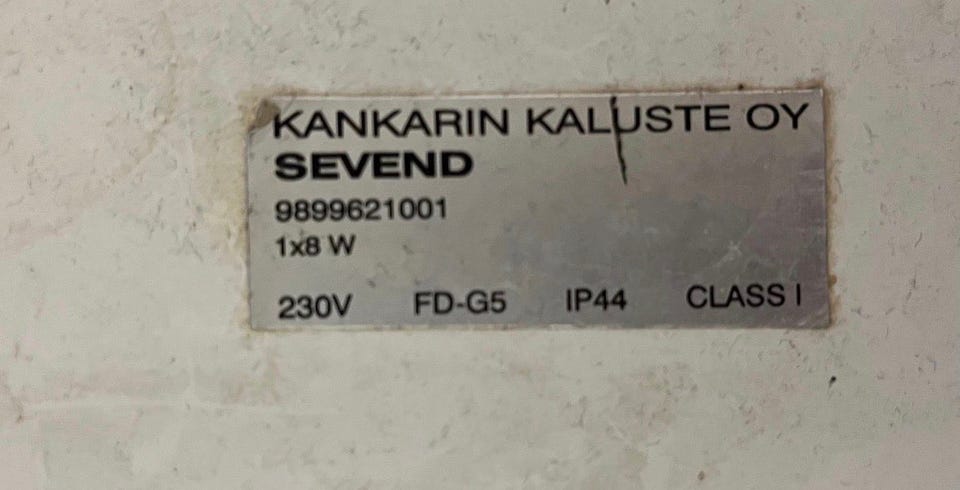 KANKARIN KALUSTE OY
SEVEND
9899621001
1x8 W
230V FD-G5 IP44 CLASS I